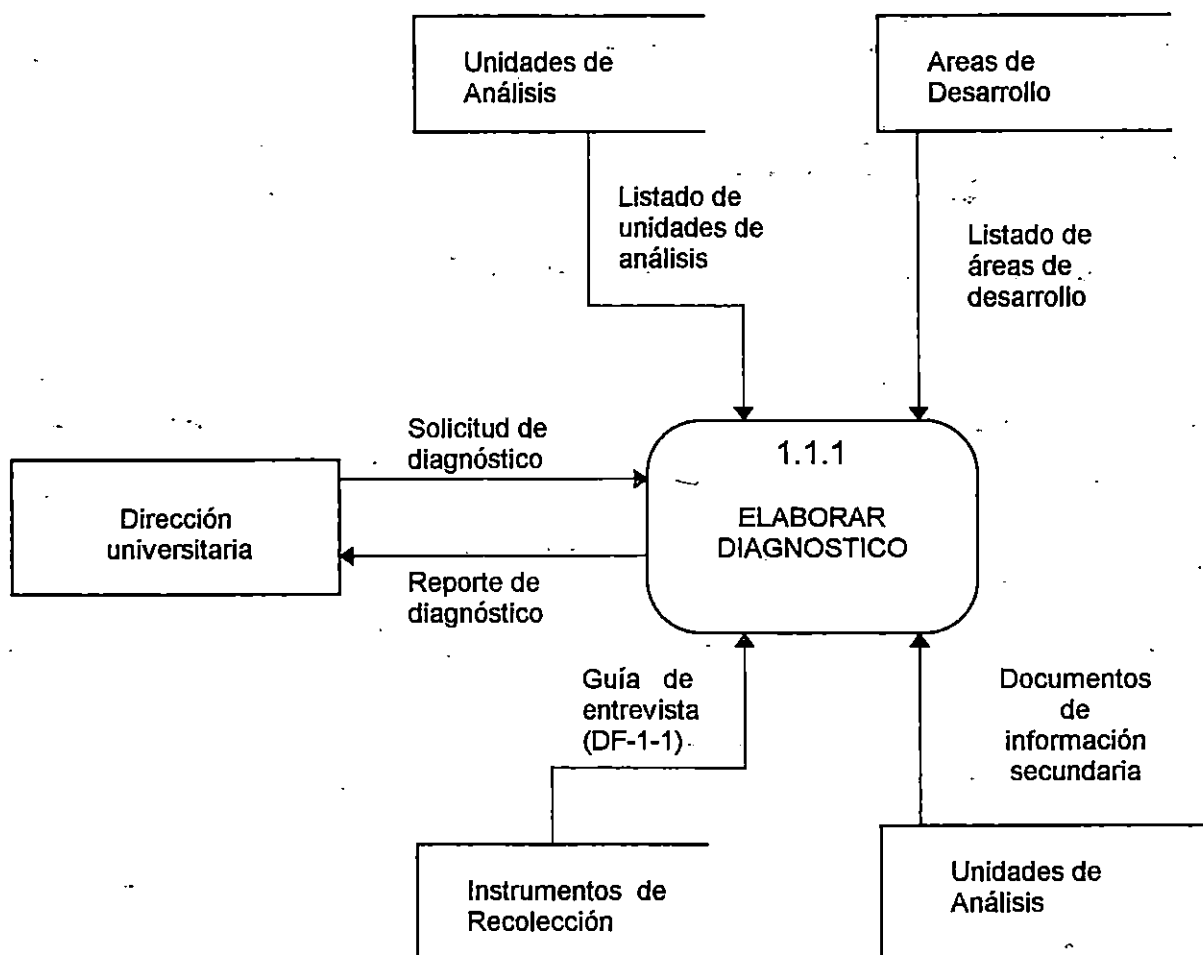 Unidades de
Análisis
Areas de
Desarrollo
Listado de
unidades de
análisis
Listado de
áreas de
desarrollo
Solicitud de
diagnóstico
1.1.1
ELABORAR
DIAGNOSTICO
Dirección
universitaria
Reporte de
diagnóstico
Guía de
entrevista
(DF-1-1)
Documentos
de
información
secundaria
Instrumentos de
Recolección
Unidades de
Análisis